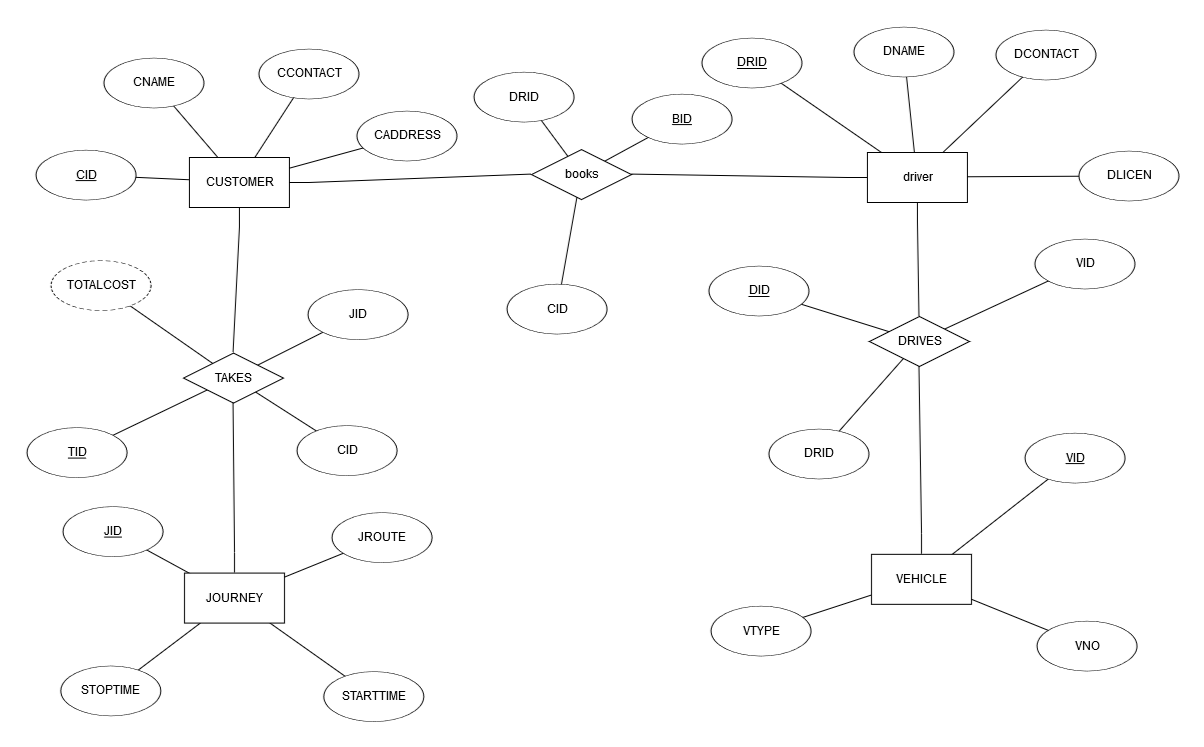 DNAME
DCONTACT
DRID
CCONTACT
CNAME
DRID
BID
CADDRESS
CID
CUSTOMER
books
driver
DLICEN
VID
TOTALCOST
DID
CID
JID
DRIVES
TAKES
TID
CID
DRID
VID
JID
JROUTE
VEHICLE
JOURNEY
VTYPE
VNO
STOPTIME
STARTTIME